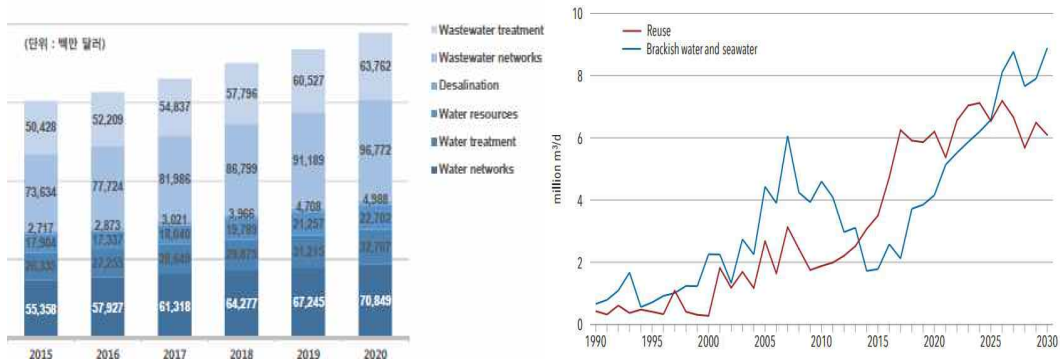 (단위 : 백만 달러)
Wastewater treatment
Wastewater networks
Desalination
Water resources
Water treatment
Water networks
50,428 52,209 54,837 57,796 60,527 63,762
73,634 77,724 81,986 86,799 91,189 96,772
2,717 2,873 3,021 3,966 4,708 4,988
17,904 17,337 21,257 22,702
55,358 57,927 61,318 64,277 67,245 70,849
2015 2016 2017 2018 2019 2020
Reuse
Brackish water and seawater
million m³/d
10
8
6
4
2
0
1990 1995 2000 2005 2010 2015 2020 2025 2030